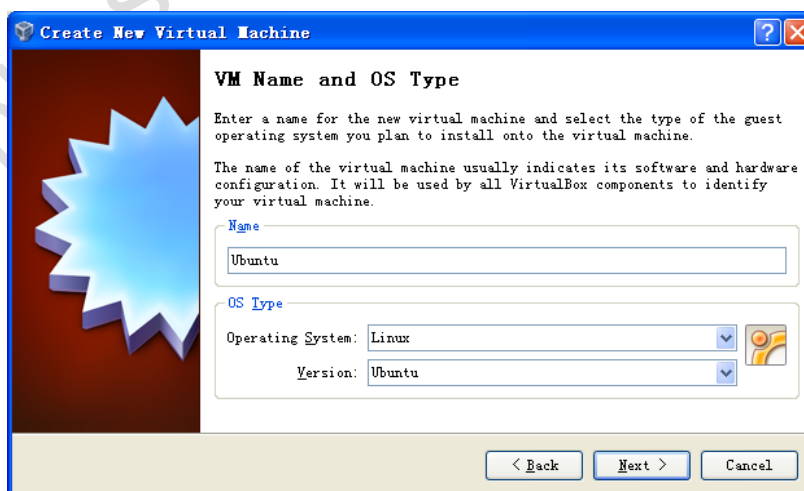 Create New Virtual Machine
VM Name and OS Type
Enter a name for the new virtual machine and select the type of the guest
operating system you plan to install onto the virtual machine.
The name of the virtual machine usually indicates its software and hardware
configuration. It will be used by all VirtualBox components to identify
your virtual machine.
Name
Ubuntu
OS Type
Operating System: Linux
Version: Ubuntu
< Back Next > Cancel